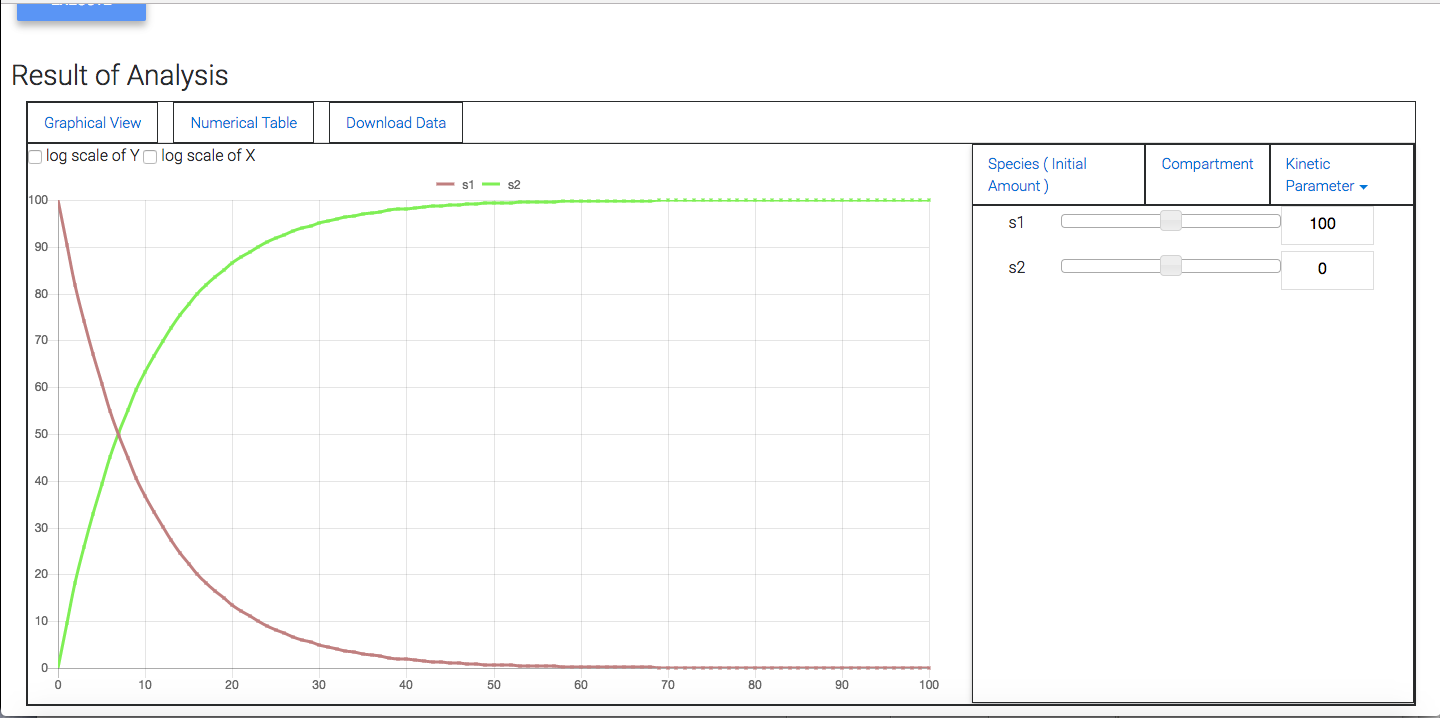 Result of Analysis
Graphical View Numerical Table Download Data
log scale of Y log scale of X
s1 s2
100
90
80
70
60
50
40
30
20
10
0
0 10 20 30 40 50 60 70 80 90 100
Species ( Initial Amount ) Compartment Kinetic Parameter
s1 100
s2 0